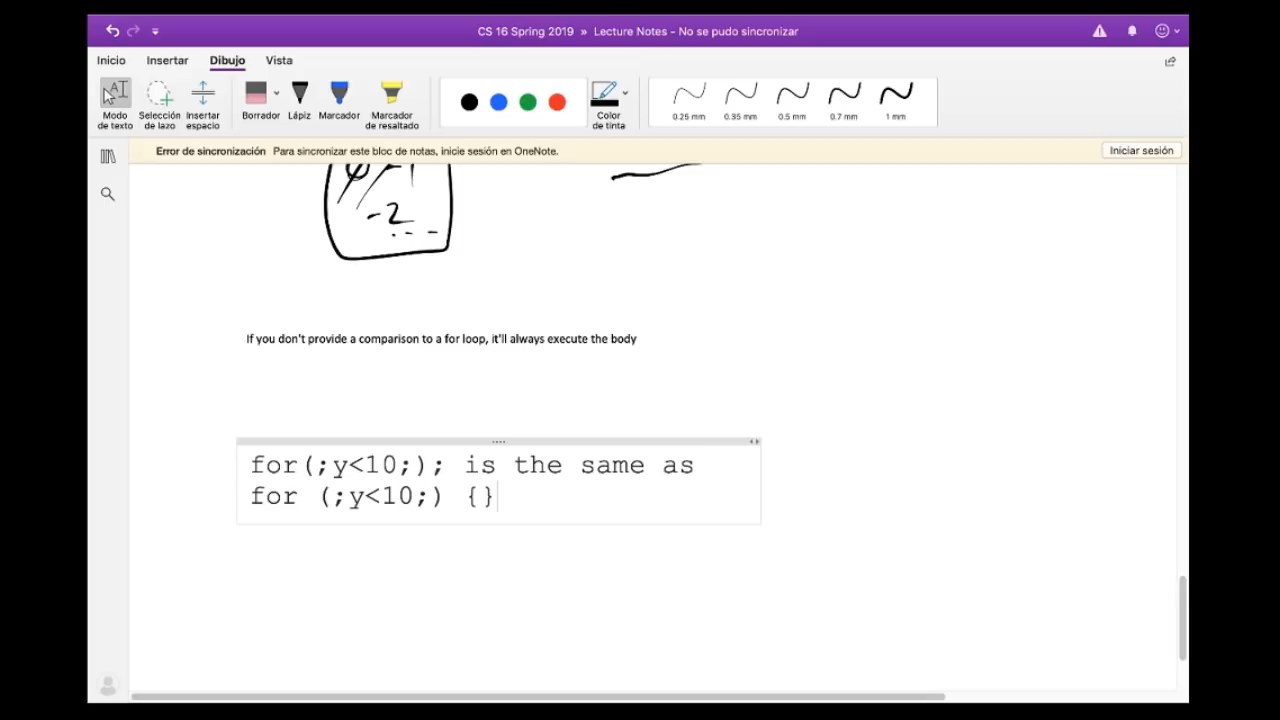 CS 16 Spring 2019 » Lecture Notes - No se pudo sincronizar
Inicio Insertar Dibujo Vista
Modo de texto
Selección de lazo
Insertar espacio
Borrador
Lápiz
Marcador
Marcador de resaltado
Color de tinta
0.25 mm
0.35 mm
0.5 mm
0.7 mm
1 mm
Error de sincronización Para sincronizar este bloc de notas, inicie sesión en OneNote.
Iniciar sesión
-2
If you don't provide a comparison to a for loop, it'll always execute the body
for(;y<10;); is the same as
for (;y<10;) {}